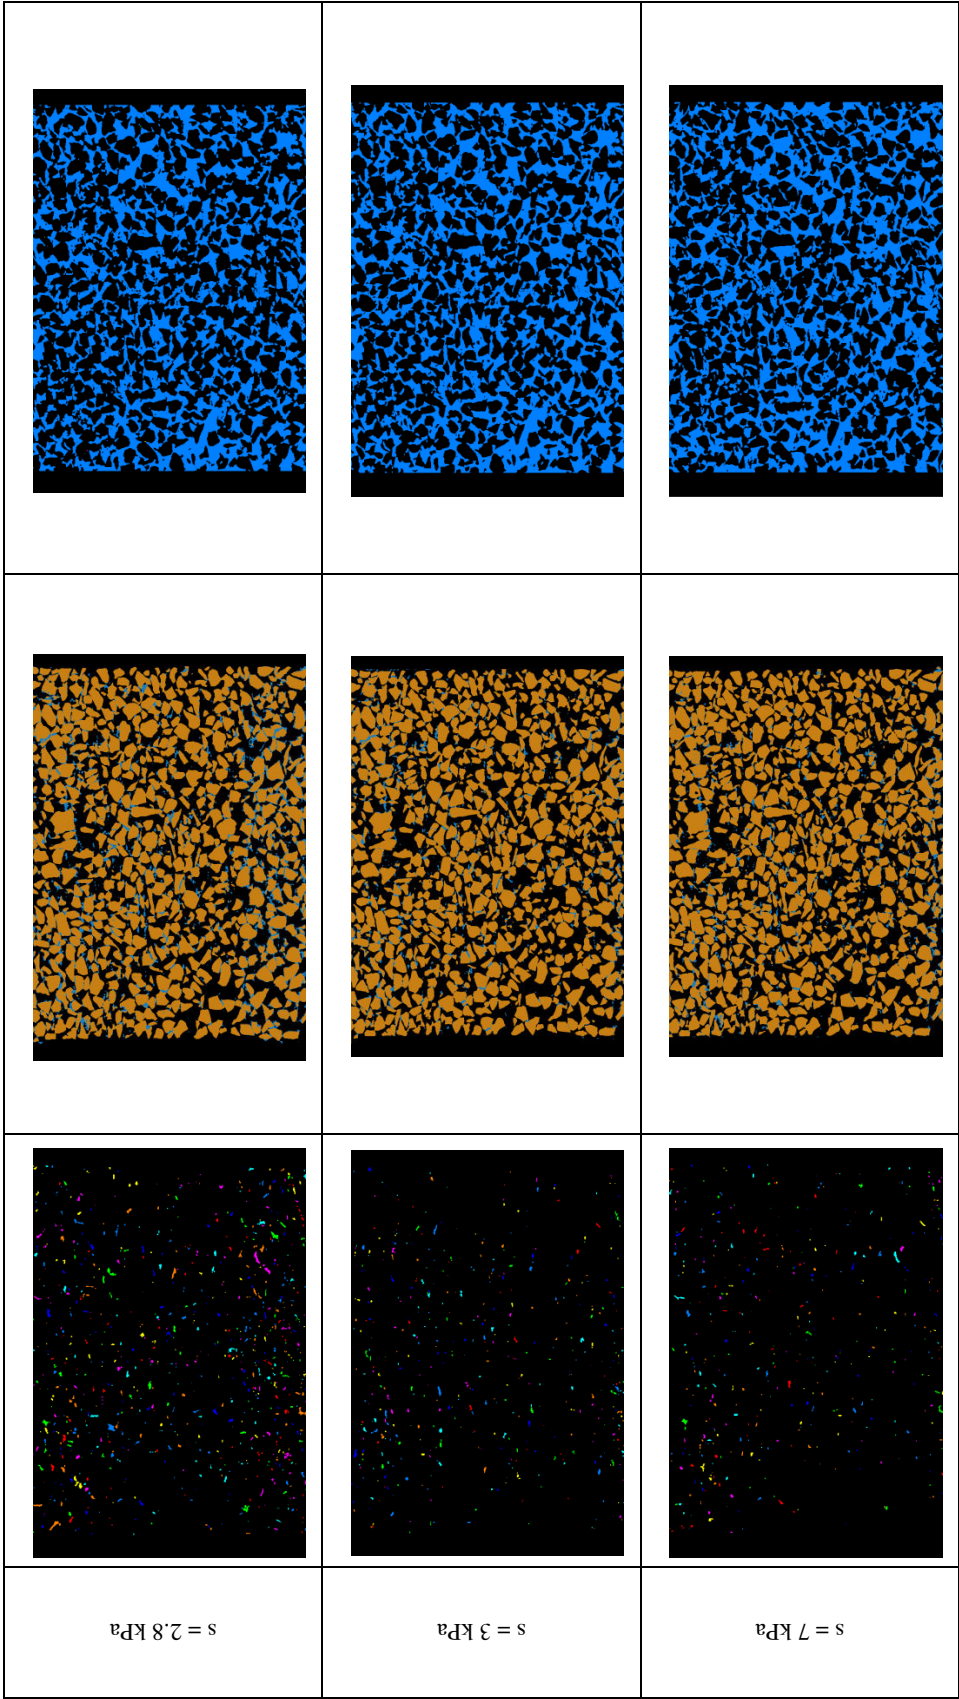 s = 7 kPa
s = 3 kPa
s = 2.8 kPa